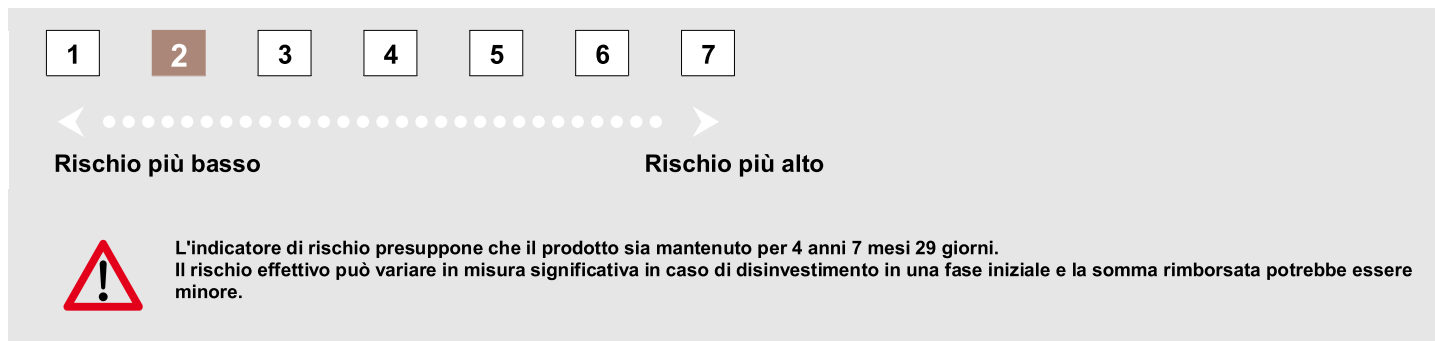 1 2 3 4 5 6 7
Rischio più basso Rischio più alto
L'indicatore di rischio presuppone che il prodotto sia mantenuto per 4 anni 7 mesi 29 giorni.
Il rischio effettivo può variare in misura significativa in caso di disinvestimento in una fase iniziale e la somma rimborsata potrebbe essere
minore.